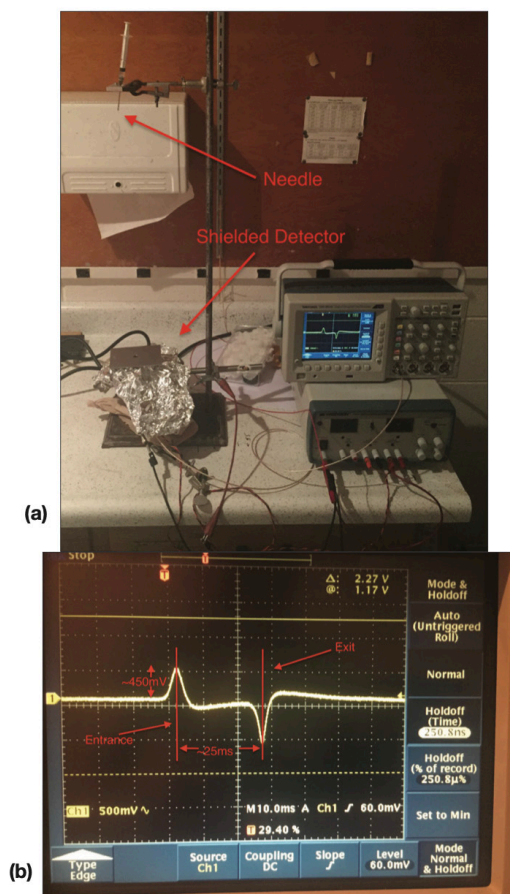 Needle
Shielded Detector
(a)
Stop
Δ: 2.27 V
@: 1.17 V
Mode & Holdoff
Auto
(Untriggered
Roll)
Normal
Holdoff
(Time)
250.8ns
Holdoff
(% of record)
250.8µ%
Set to Min
T
T
1
~450mV
Exit
Entrance
~25ms
Ch1 500mV∿
M10.0ms A Ch1 ƒ 60.0mV
T 29.40 %
Type
Edge
Source
Ch1
Coupling
DC
Slope
ƒ
Level
60.0mV
Mode
Normal
& Holdoff
(b)